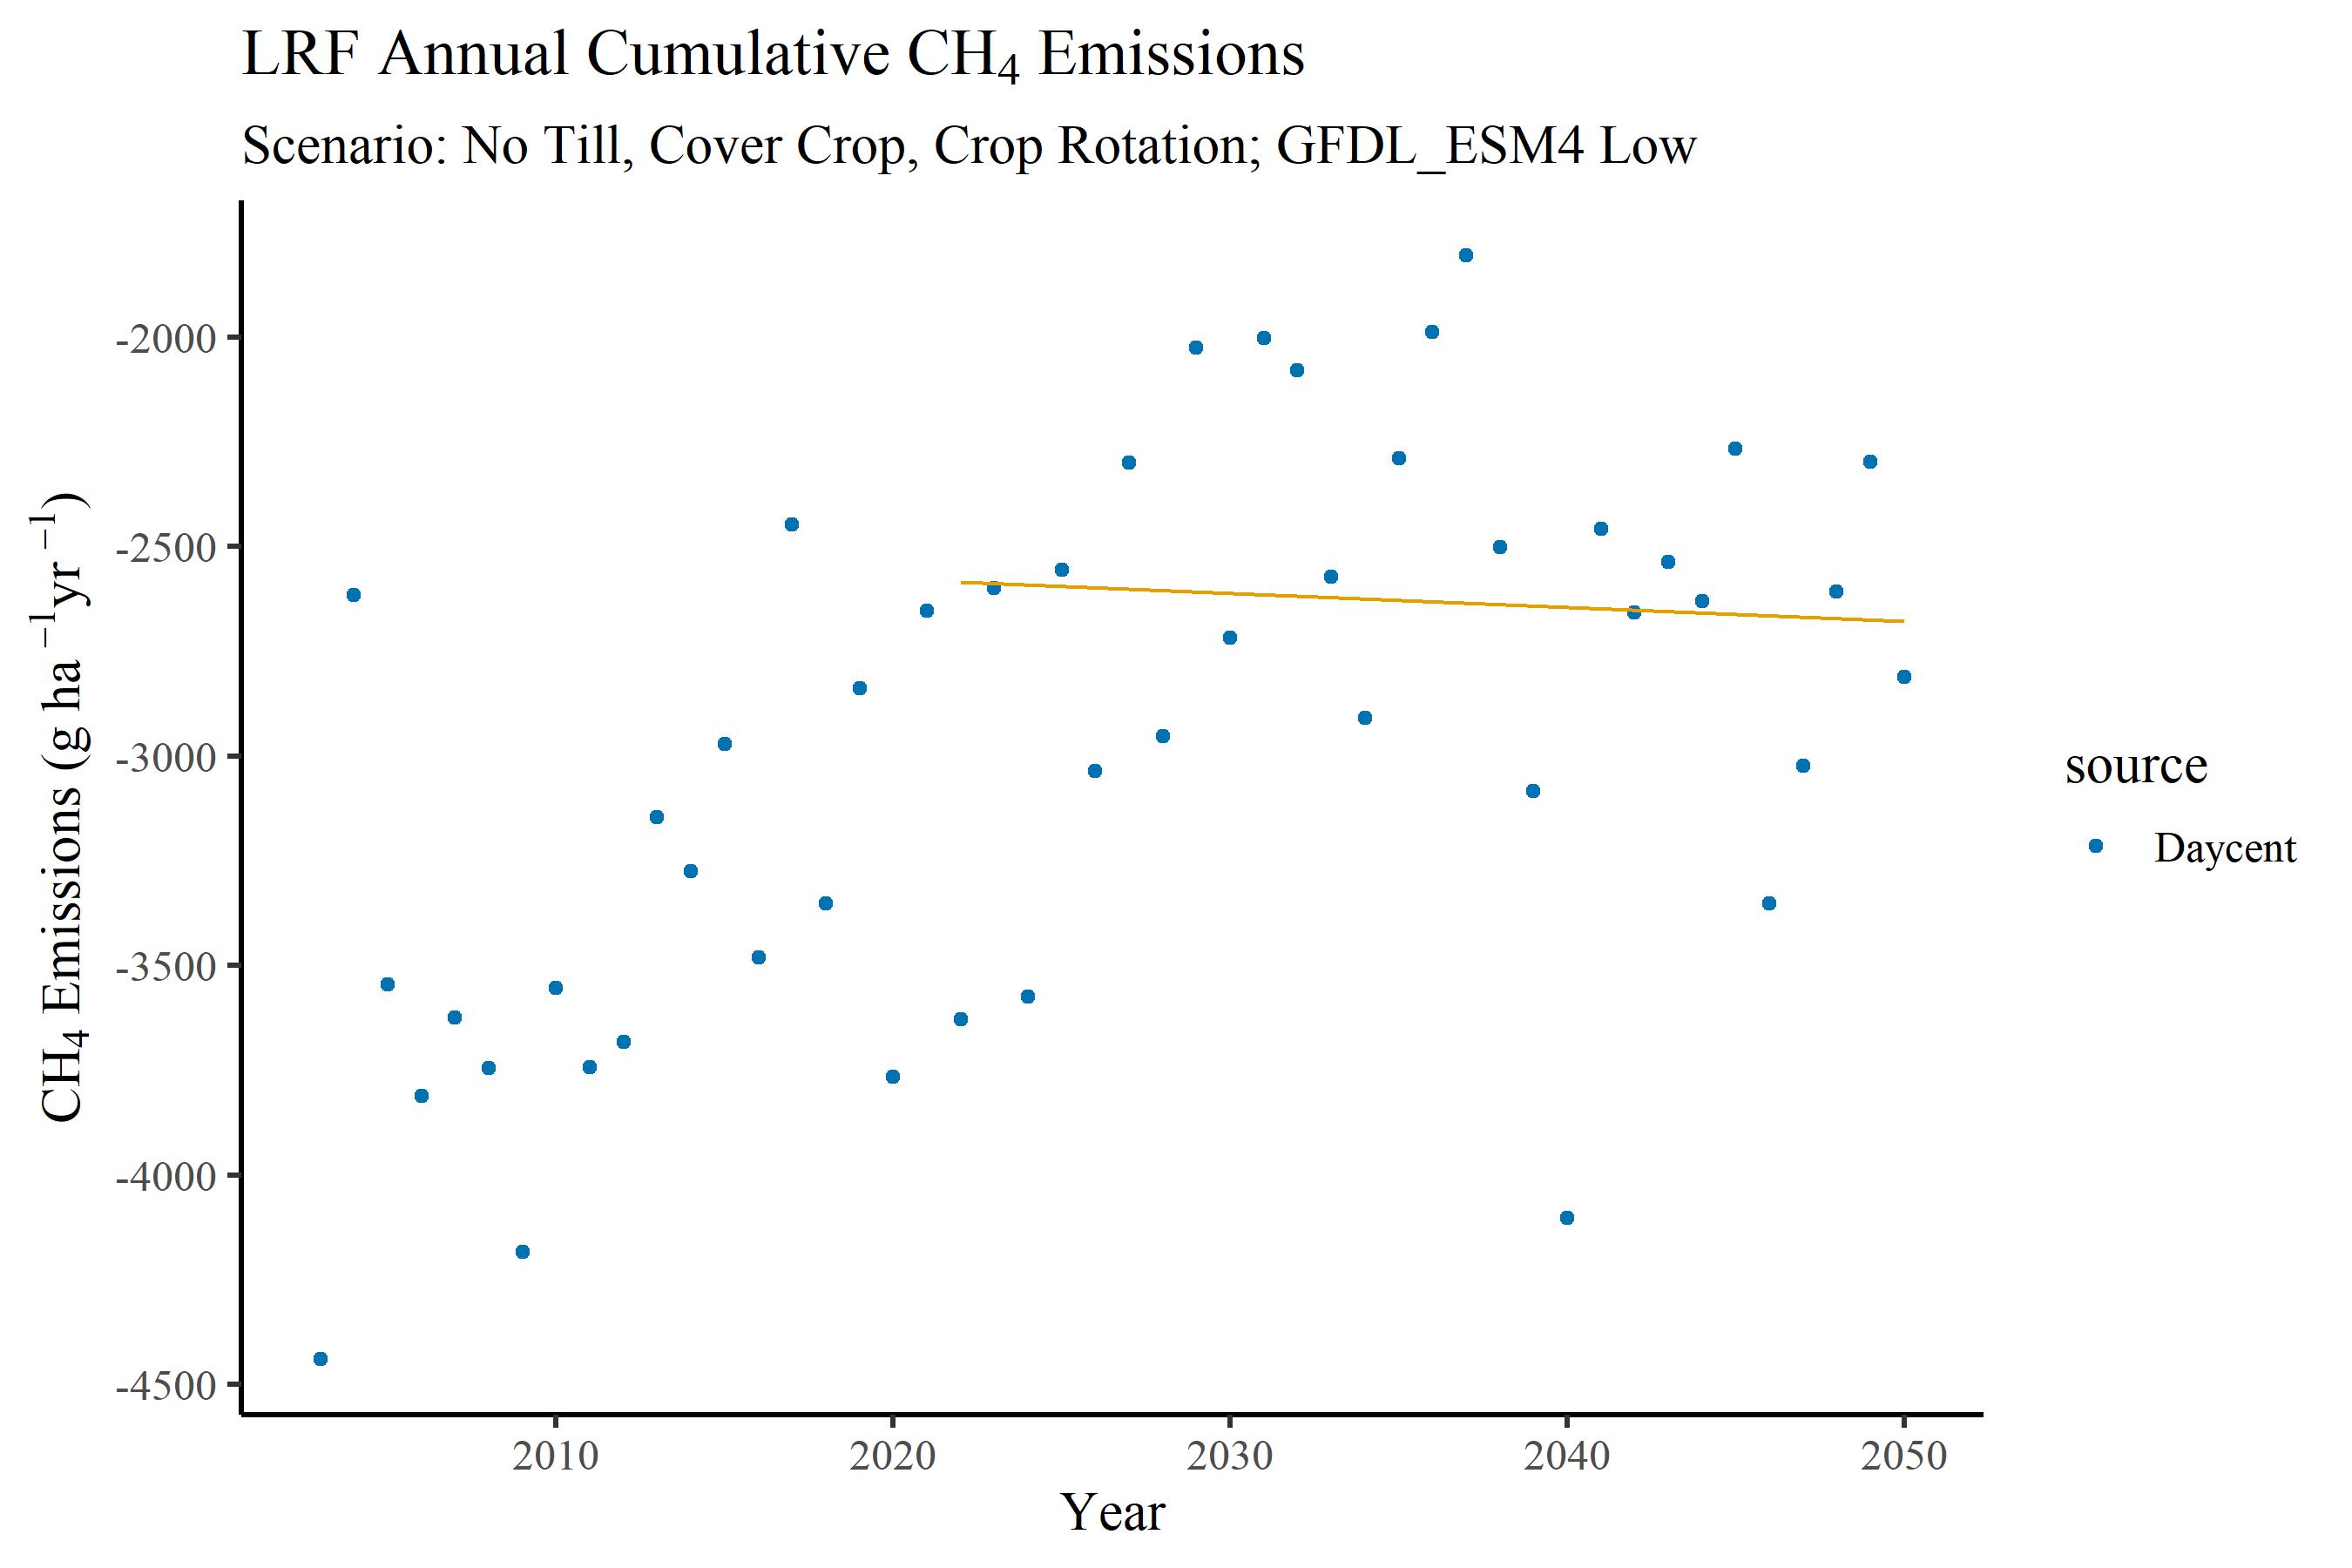 LRF Annual Cumulative CH₄ Emissions
Scenario: No Till, Cover Crop, Crop Rotation; GFDL_ESM4 Low
CH₄ Emissions (g ha⁻¹yr⁻¹)
-2000
-2500
-3000
-3500
-4000
-4500
2010 2020 2030 2040 2050
Year
source
Daycent